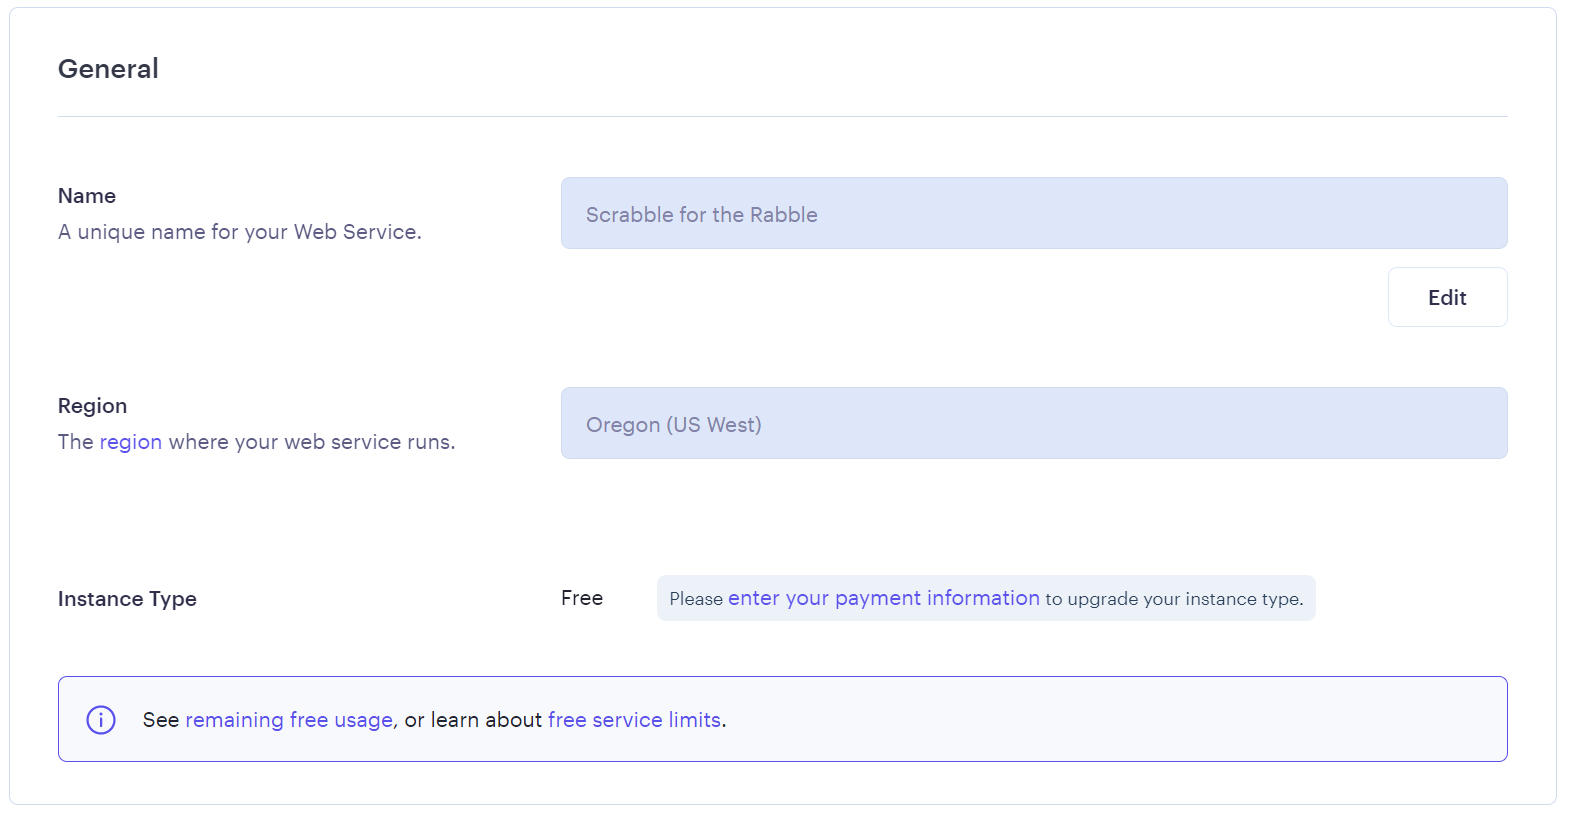 General
Name
A unique name for your Web Service.
Scrabble for the Rabble
Edit
Region
The region where your web service runs.
Oregon (US West)
Instance Type
Free
Please enter your payment information to upgrade your instance type.
See remaining free usage, or learn about free service limits.